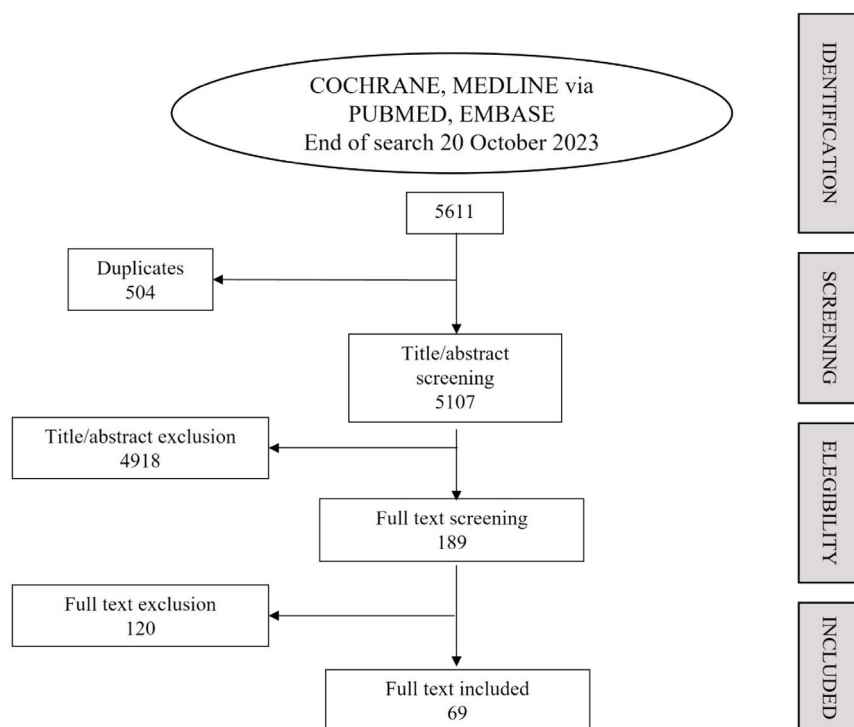 COCHRANE, MEDLINE via
PUBMED, EMBASE
End of search 20 October 2023
5611
Duplicates
504
Title/abstract
screening
5107
Title/abstract exclusion
4918
Full text screening
189
Full text exclusion
120
Full text included
69
IDENTIFICATION
SCREENING
ELEGIBILITY
INCLUDED